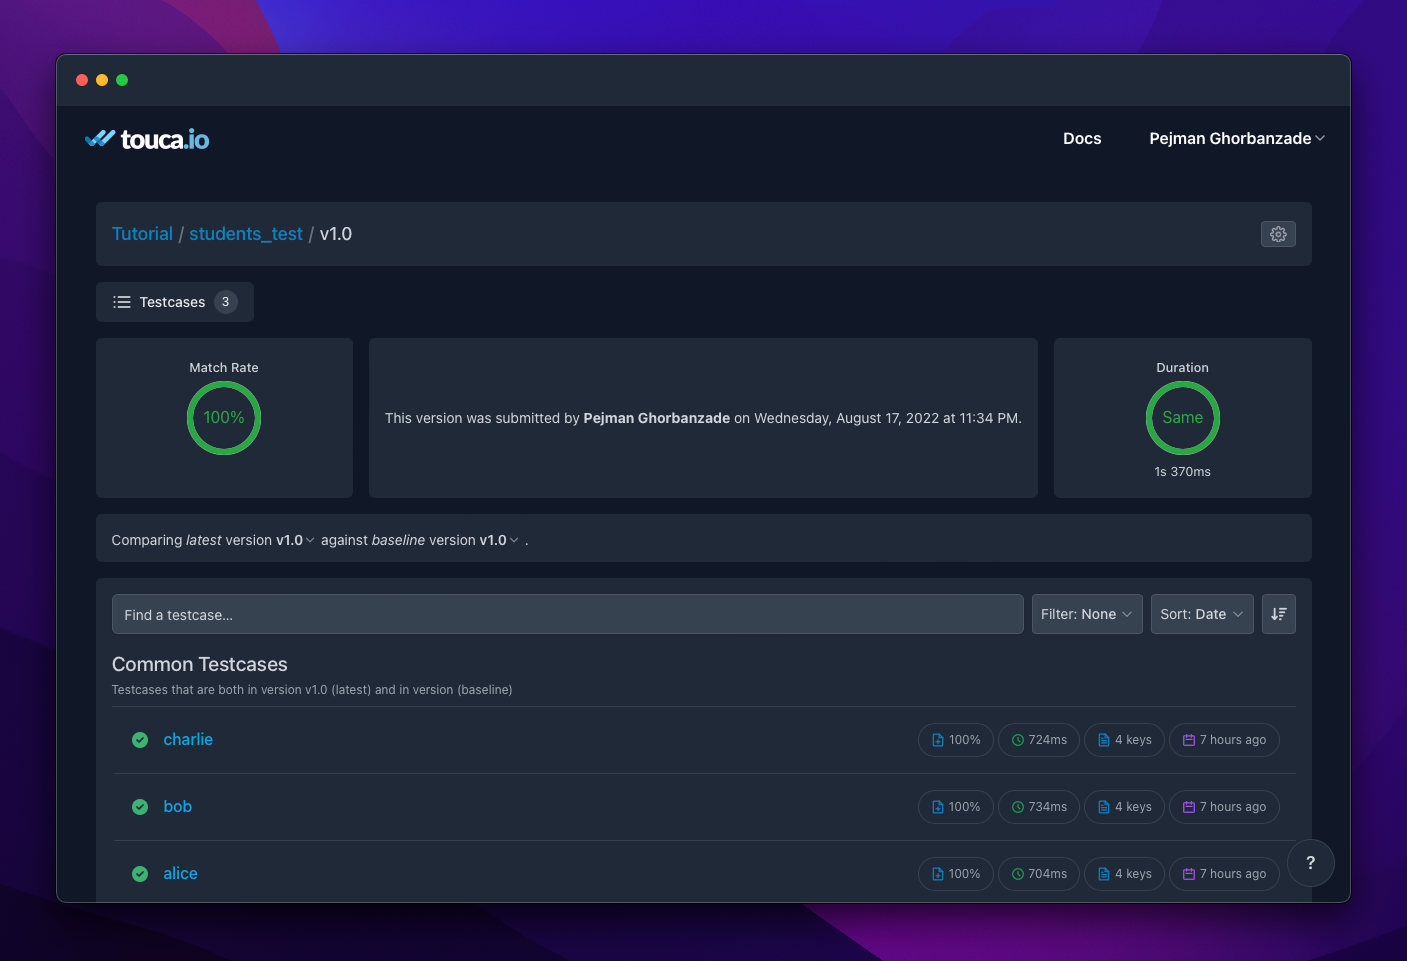 touca.io
Docs
Pejman Ghorbanzade
Tutorial / students_test / v1.0
Testcases 3
Match Rate
100%
This version was submitted by Pejman Ghorbanzade on Wednesday, August 17, 2022 at 11:34 PM.
Duration
Same
1s 370ms
Comparing latest version v1.0 against baseline version v1.0 .
Find a testcase...
Filter: None
Sort: Date
Common Testcases
Testcases that are both in version v1.0 (latest) and in version (baseline)
charlie 100% 724ms 4 keys 7 hours ago
bob 100% 734ms 4 keys 7 hours ago
alice 100% 704ms 4 keys 7 hours ago
?